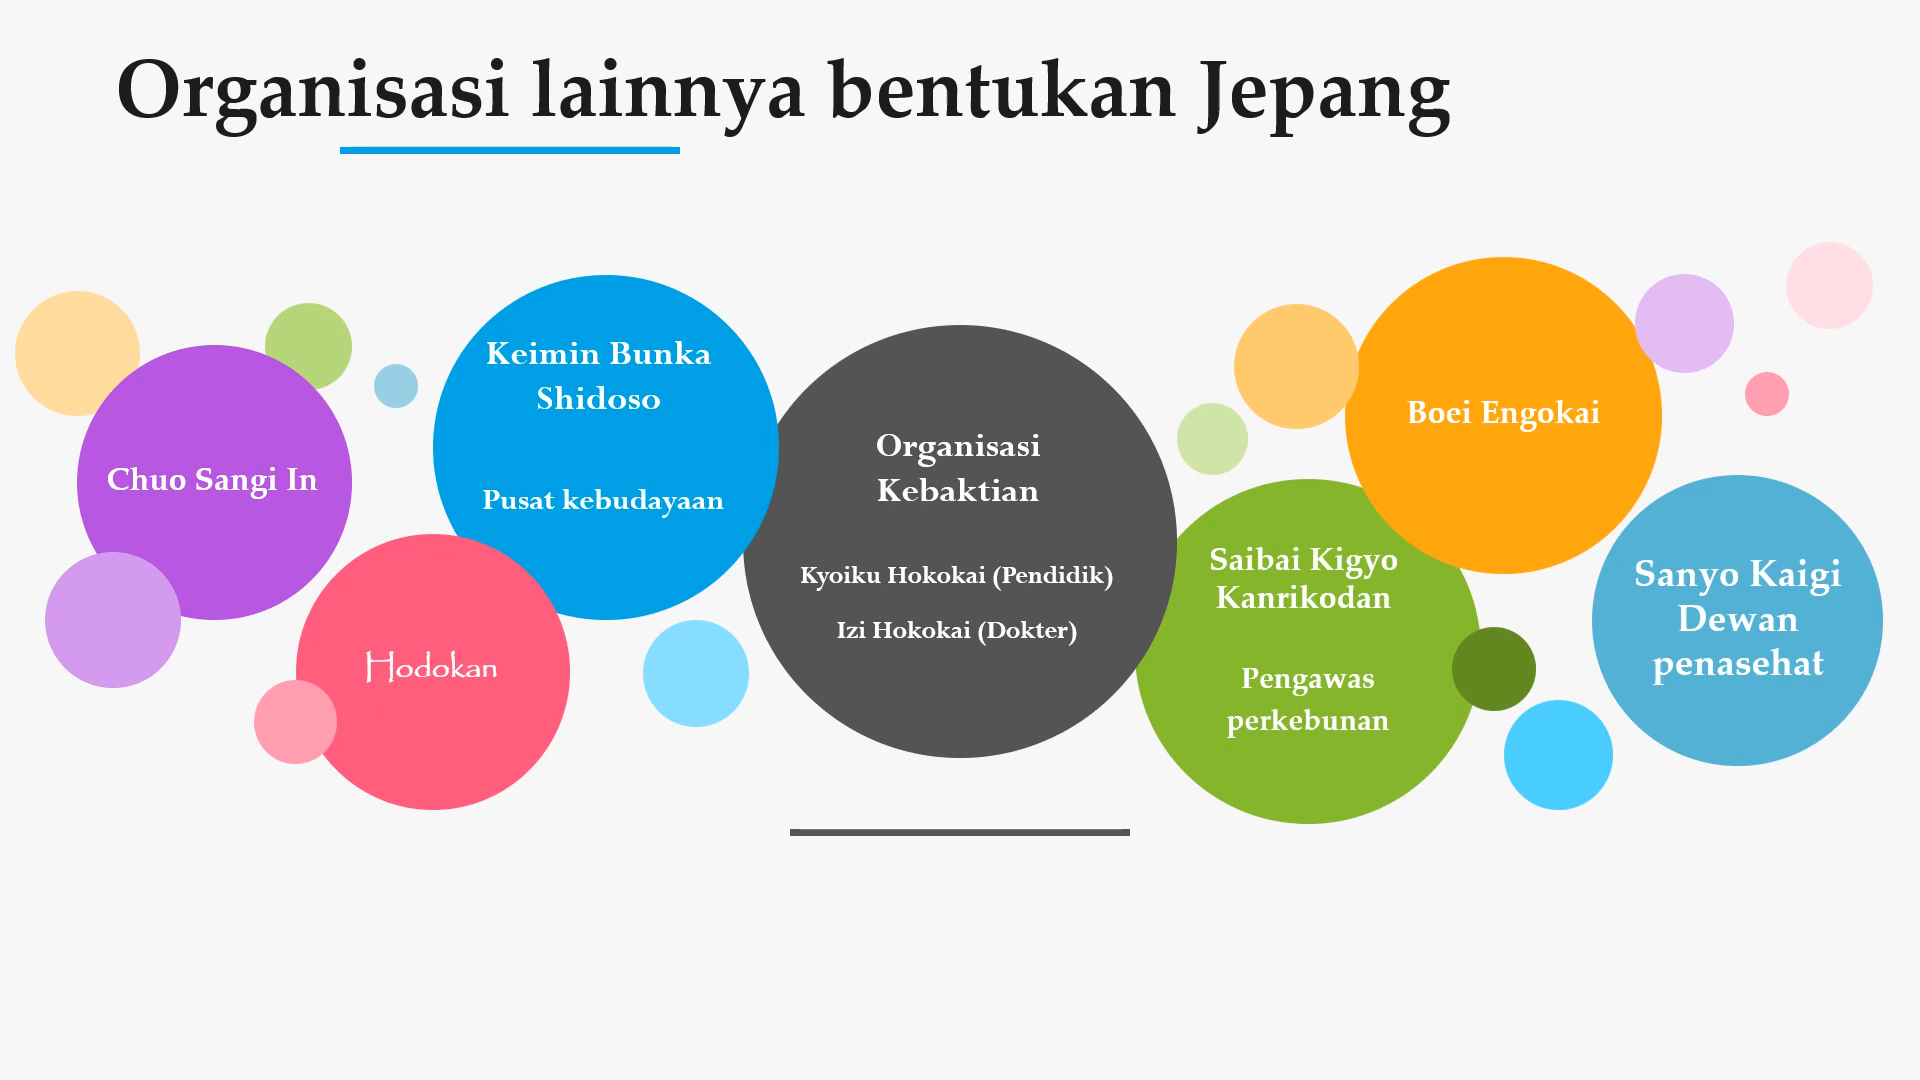 Organisasi lainnya bentukan Jepang
Chuo Sangi In
Hodokan
Keimin Bunka
Shidoso
Pusat kebudayaan
Organisasi
Kebaktian
Kyoiku Hokokai (Pendidik)
Izi Hokokai (Dokter)
Saibai Kigyo
Kanrikodan
Pengawas
perkebunan
Boei Engokai
Sanyo Kaigi
Dewan
penasehat